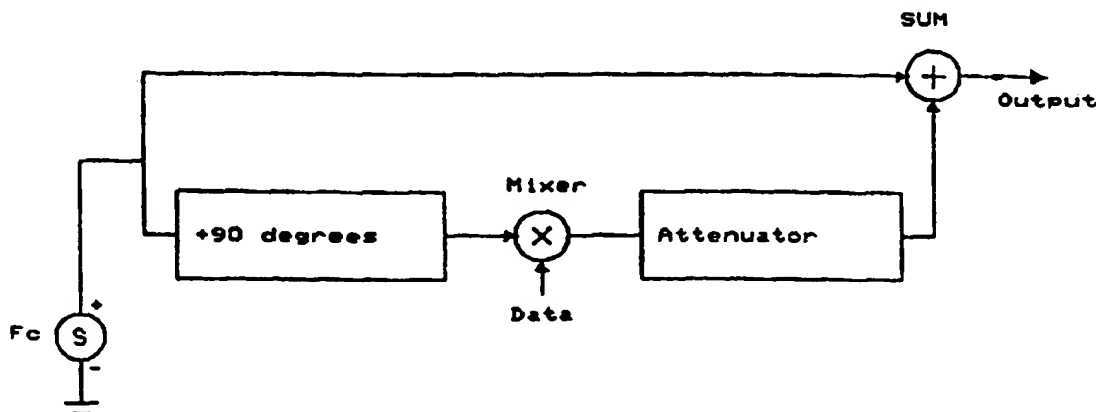 SUM
+
Output
Mixer
+90 degrees
X
Attenuator
Data
+
Fc
S
-